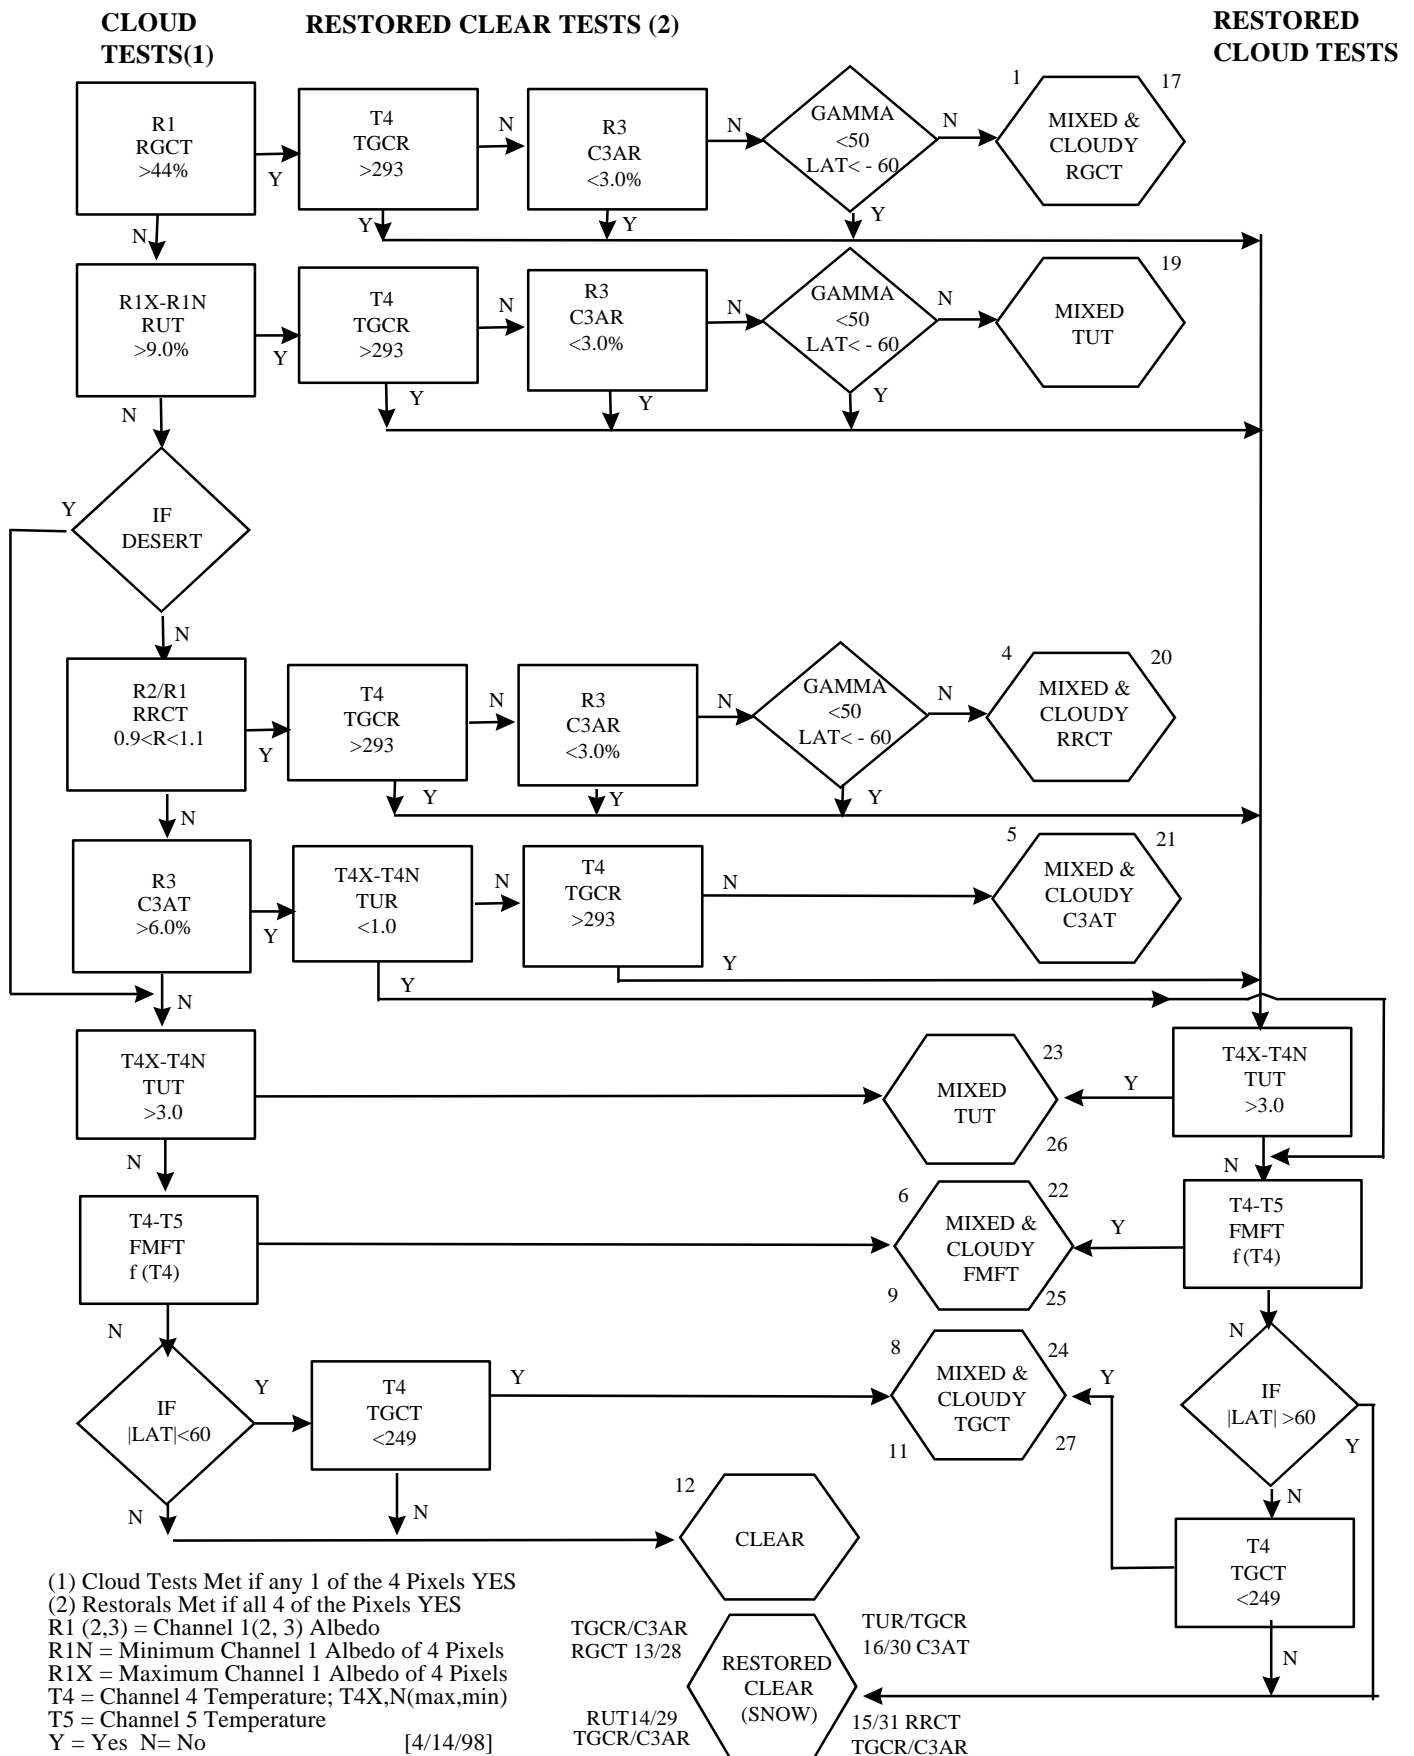 CLOUD
TESTS(1)
RESTORED CLEAR TESTS (2)
RESTORED
CLOUD TESTS
R1
RGCT
>44%
Y
T4
TGCR
>293
N
R3
C3AR
<3.0%
N
GAMMA
<50
LAT< - 60
N
1
17
MIXED &
CLOUDY
RGCT
N
Y
Y
Y
R1X-R1N
RUT
>9.0%
Y
T4
TGCR
>293
N
R3
C3AR
<3.0%
N
GAMMA
<50
LAT< - 60
N
19
MIXED
TUT
N
Y
Y
Y
Y
IF
DESERT
N
R2/R1
RRCT
0.9<R<1.1
Y
T4
TGCR
>293
N
R3
C3AR
<3.0%
N
GAMMA
<50
LAT< - 60
N
4
20
MIXED &
CLOUDY
RRCT
N
Y
Y
Y
R3
C3AT
>6.0%
Y
T4X-T4N
TUR
<1.0
N
T4
TGCR
>293
N
5
21
MIXED &
CLOUDY
C3AT
N
Y
Y
T4X-T4N
TUT
>3.0
23
MIXED
TUT
26
Y
T4X-T4N
TUT
>3.0
N
N
T4-T5
FMFT
f (T4)
6
22
MIXED &
CLOUDY
FMFT
9
25
Y
T4-T5
FMFT
f (T4)
N
N
IF
|LAT|<60
Y
T4
TGCT
<249
Y
8
24
MIXED &
CLOUDY
TGCT
11
27
Y
IF
|LAT| >60
Y
N
N
N
12
CLEAR
T4
TGCT
<249
N
(1) Cloud Tests Met if any 1 of the 4 Pixels YES
(2) Restorals Met if all 4 of the Pixels YES
R1 (2,3) = Channel 1(2, 3) Albedo
R1N = Minimum Channel 1 Albedo of 4 Pixels
R1X = Maximum Channel 1 Albedo of 4 Pixels
T4 = Channel 4 Temperature; T4X,N(max,min)
T5 = Channel 5 Temperature
Y = Yes N= No [4/14/98]
TGCR/C3AR
RGCT 13/28
TUR/TGCR
16/30 C3AT
RESTORED
CLEAR
(SNOW)
RUT14/29
TGCR/C3AR
15/31 RRCT
TGCR/C3AR